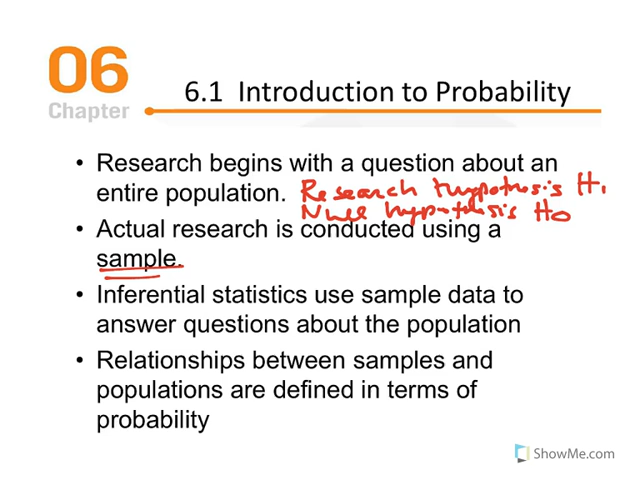 06
Chapter
6.1 Introduction to Probability
• Research begins with a question about an
entire population. Research Hypothesis H1
Null hypothesis H0
• Actual research is conducted using a
sample.
• Inferential statistics use sample data to
answer questions about the population
• Relationships between samples and
populations are defined in terms of
probability
ShowMe.com